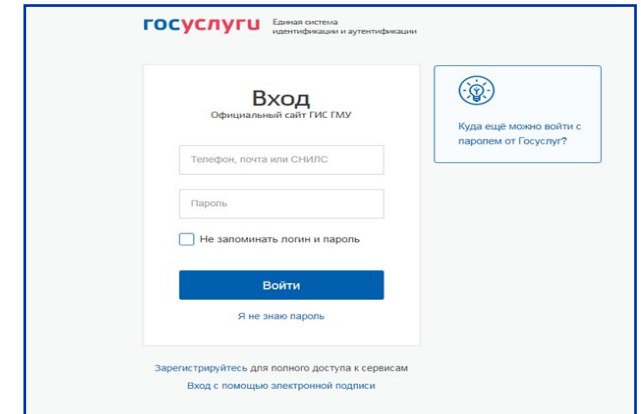 госуслуги
Единая система
идентификации и аутентификации
Вход
Официальный сайт ГИС ГМУ
Телефон, почта или СНИЛС
Пароль
Не запоминать логин и пароль
Войти
Я не знаю пароль
Куда ещё можно войти с
паролем от Госуслуг?
Зарегистрируйтесь для полного доступа к сервисам
Вход с помощью электронной подписи